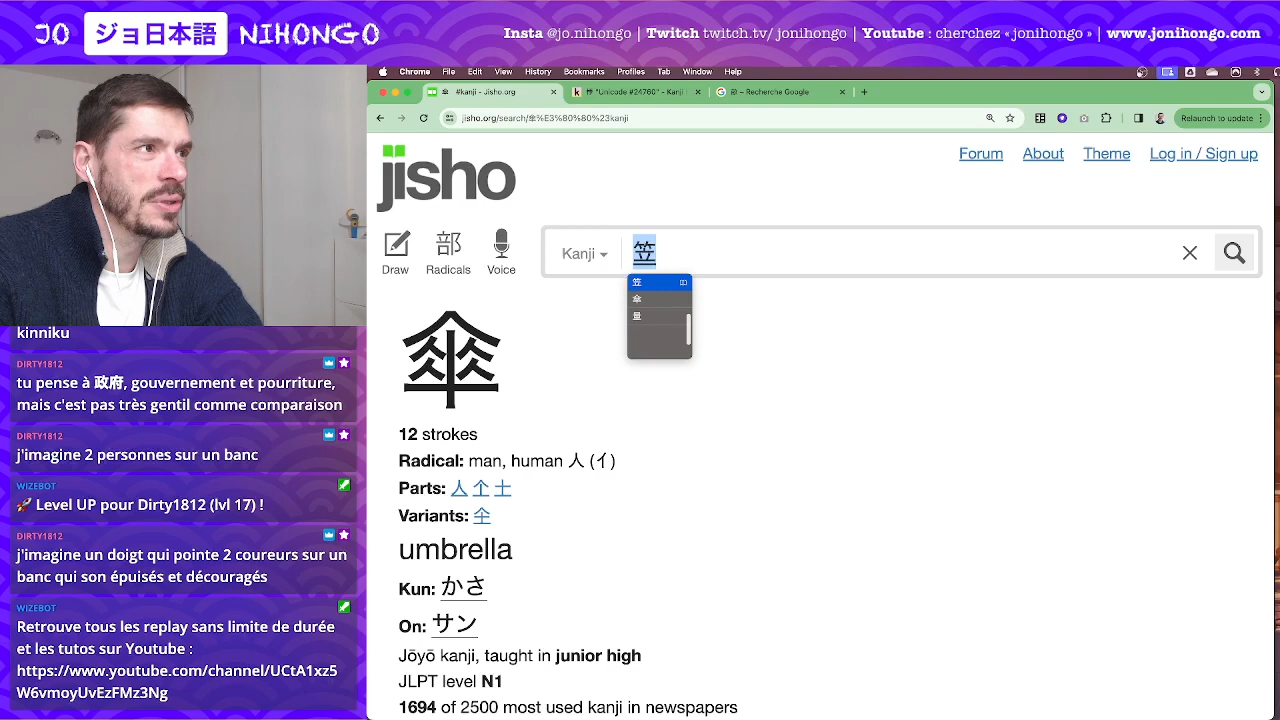 JO ジョ日本語 NIHONGO
Insta @jo.nihongo | Twitch twitch.tv/jonihongo | Youtube : cherchez « jonihongo » | www.jonihongo.com
Chrome File Edit View History Bookmarks Profiles Tab Window Help
傘 #kanji - Jisho.org
"Unicode #24760" - Kanji
– Recherche Google
jisho.org/search/傘%E3%80%80%23kanji
Relaunch to update
jisho
Forum About Theme Log in / Sign up
Draw
部 Radicals
Voice
Kanji
笠
笠
傘
傘
12 strokes
Radical: man, human 人 (亻)
Parts: 人 个 土
Variants: 仐
umbrella
Kun: かさ
On: サン
Jōyō kanji, taught in junior high
JLPT level N1
1694 of 2500 most used kanji in newspapers
kinniku
DIRTY1812
tu pense à 政府, gouvernement et pourriture,
mais c'est pas très gentil comme comparaison
DIRTY1812
j'imagine 2 personnes sur un banc
WIZEBOT
🚀 Level UP pour Dirty1812 (lvl 17) !
DIRTY1812
j'imagine un doigt qui pointe 2 coureurs sur un
banc qui son épuisés et découragés
WIZEBOT
Retrouve tous les replay sans limite de durée
et les tutos sur Youtube :
https://www.youtube.com/channel/UCtA1xz5
W6vmoyUvEzFMz3Ng